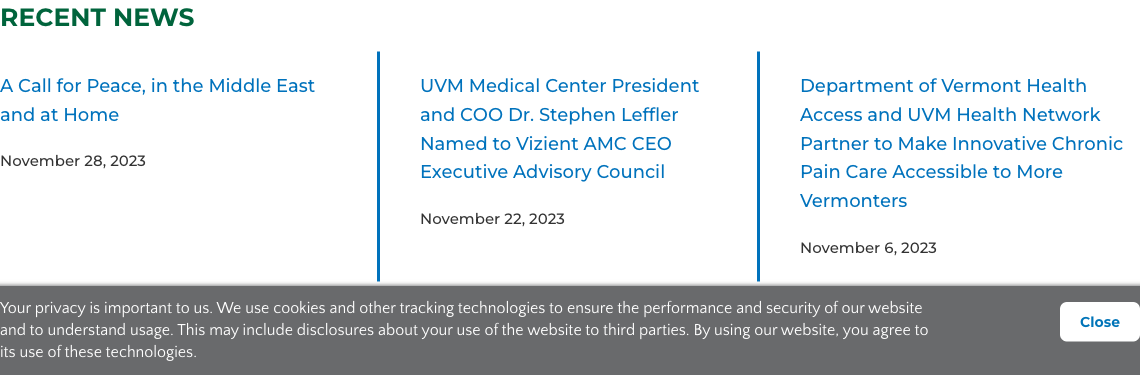 RECENT NEWS
A Call for Peace, in the Middle East
and at Home
November 28, 2023
UVM Medical Center President
and COO Dr. Stephen Leffler
Named to Vizient AMC CEO
Executive Advisory Council
November 22, 2023
Department of Vermont Health
Access and UVM Health Network
Partner to Make Innovative Chronic
Pain Care Accessible to More
Vermonters
November 6, 2023
Your privacy is important to us. We use cookies and other tracking technologies to ensure the performance and security of our website
and to understand usage. This may include disclosures about your use of the website to third parties. By using our website, you agree to
its use of these technologies.
Close